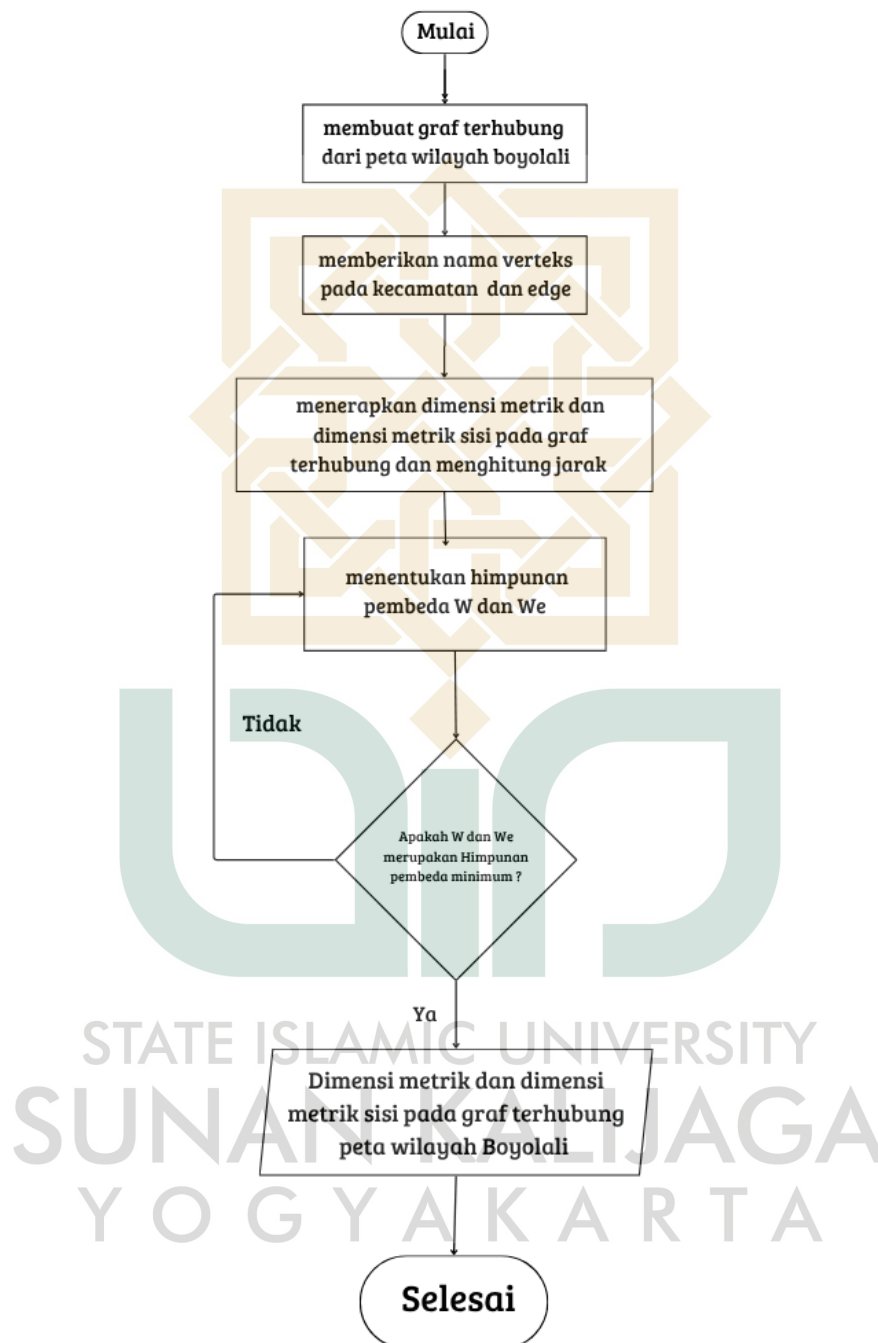 Mulai
membuat graf terhubung
dari peta wilayah boyolali
memberikan nama verteks
pada kecamatan dan edge
menerapkan dimensi metrik dan
dimensi metrik sisi pada graf
terhubung dan menghitung jarak
menentukan himpunan
pembeda W dan We
Tidak
Apakah W dan We
merupakan Himpunan
pembeda minimum ?
Ya
STATE ISLAMIC UNIVERSITY
Dimensi metrik dan dimensi
metrik sisi pada graf terhubung
peta wilayah Boyolali
SUNAN KALIJAGA
YOGYAKARTA
Selesai